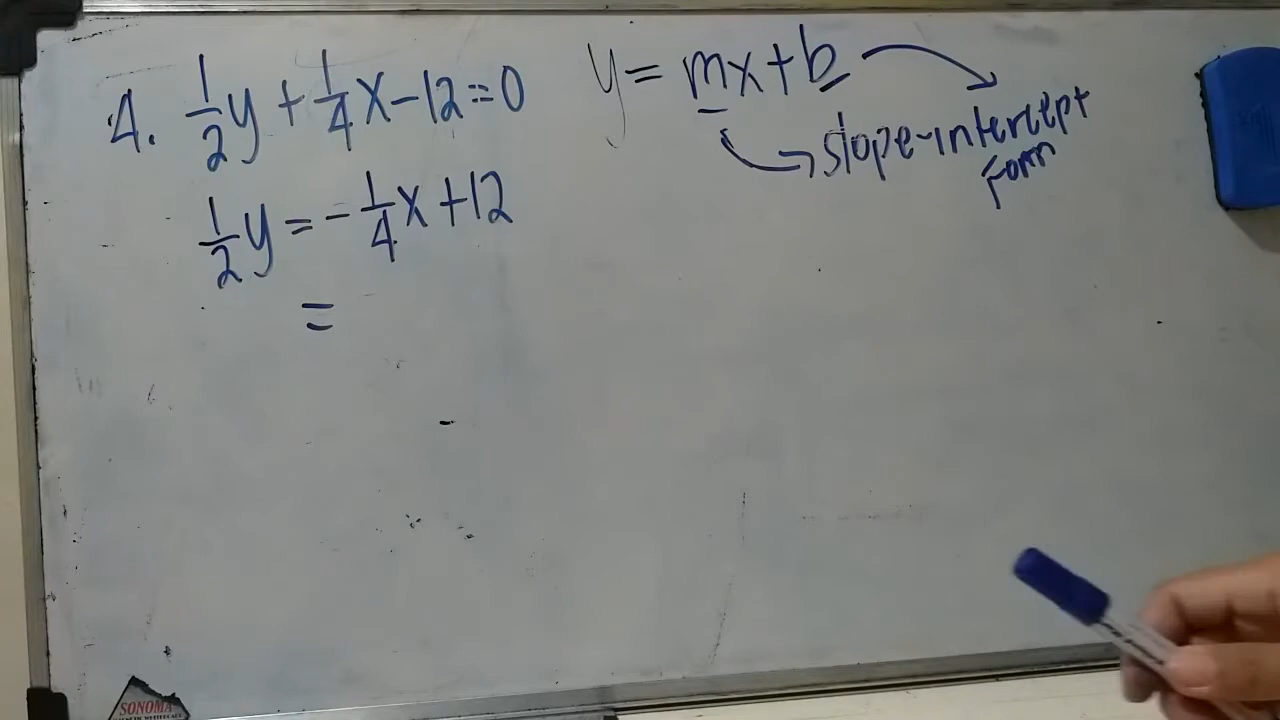 4. 1/2 y + 1/4 x - 12 = 0
1/2 y = - 1/4 x + 12
=
y = mx + b
slope-intercept
form
SONOMA